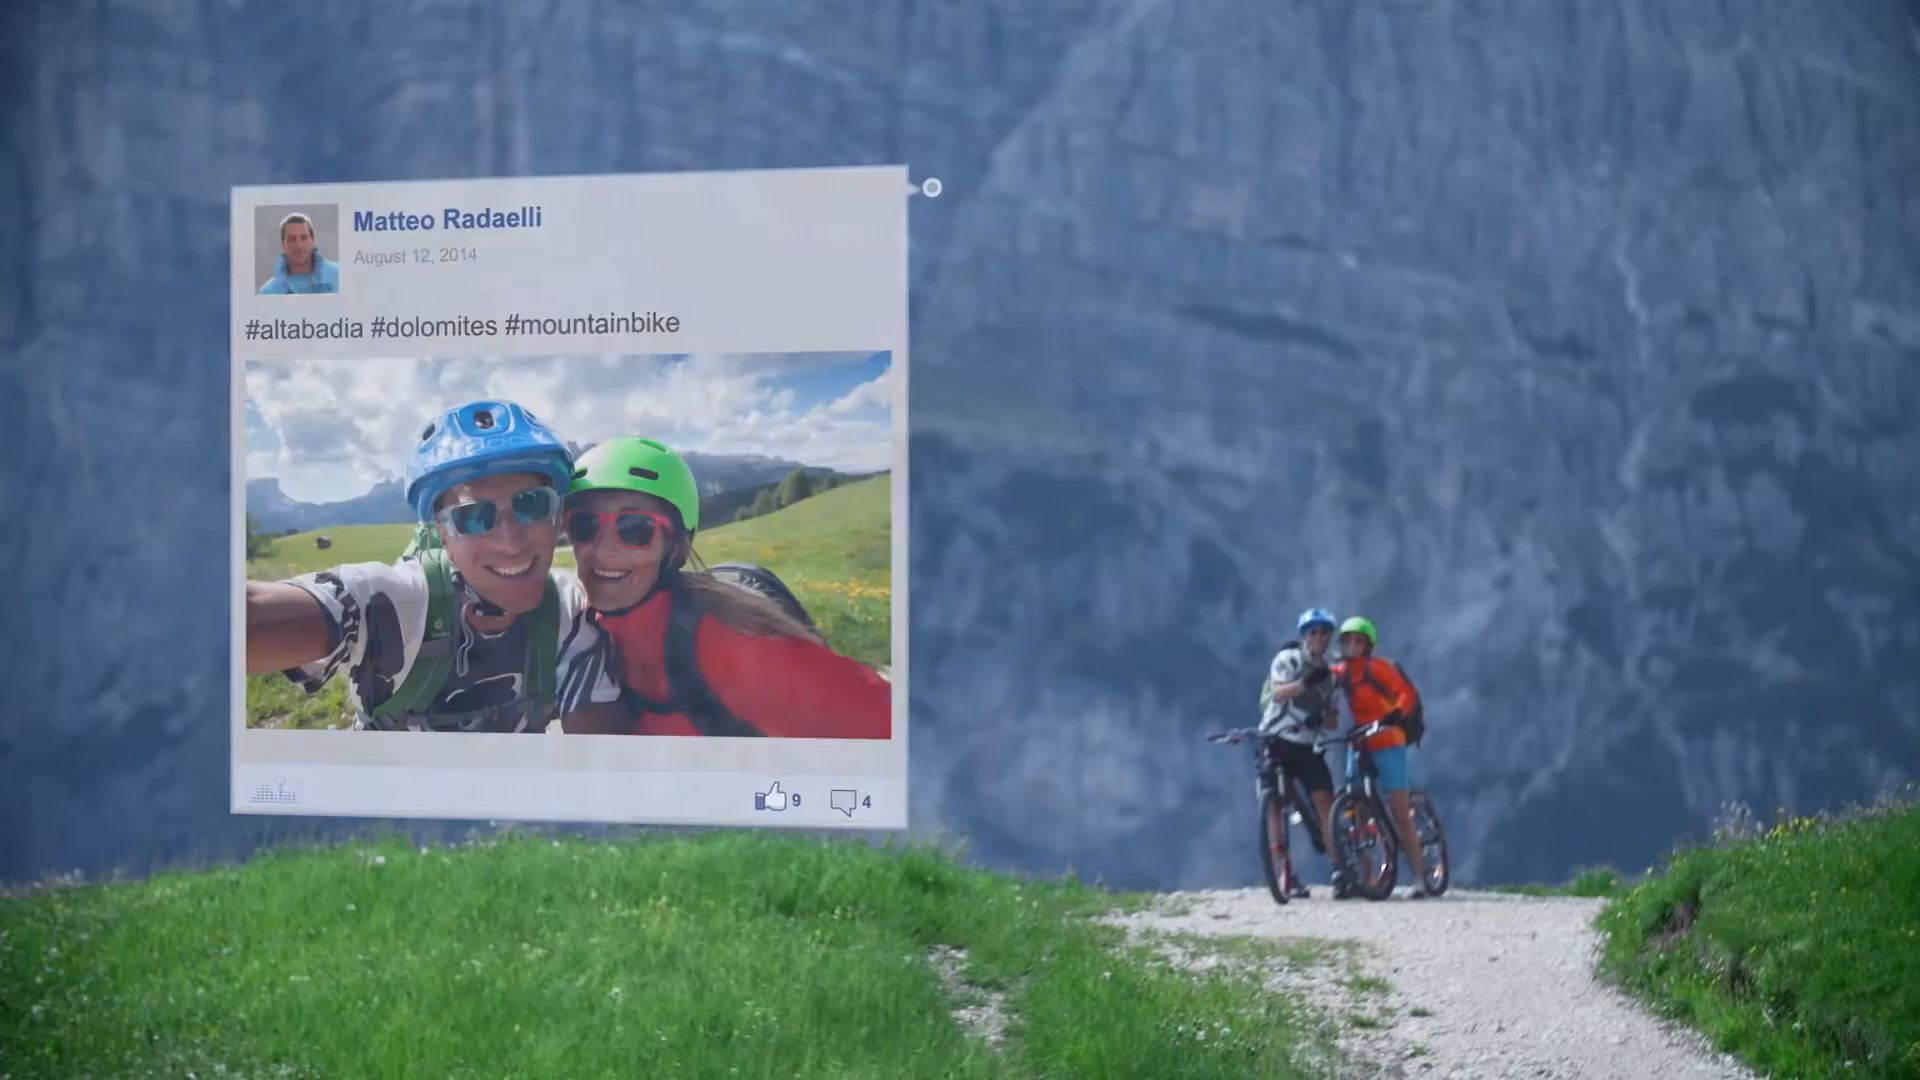 Matteo Radaelli
August 12, 2014
#altabadia #dolomites #mountainbike
9
4